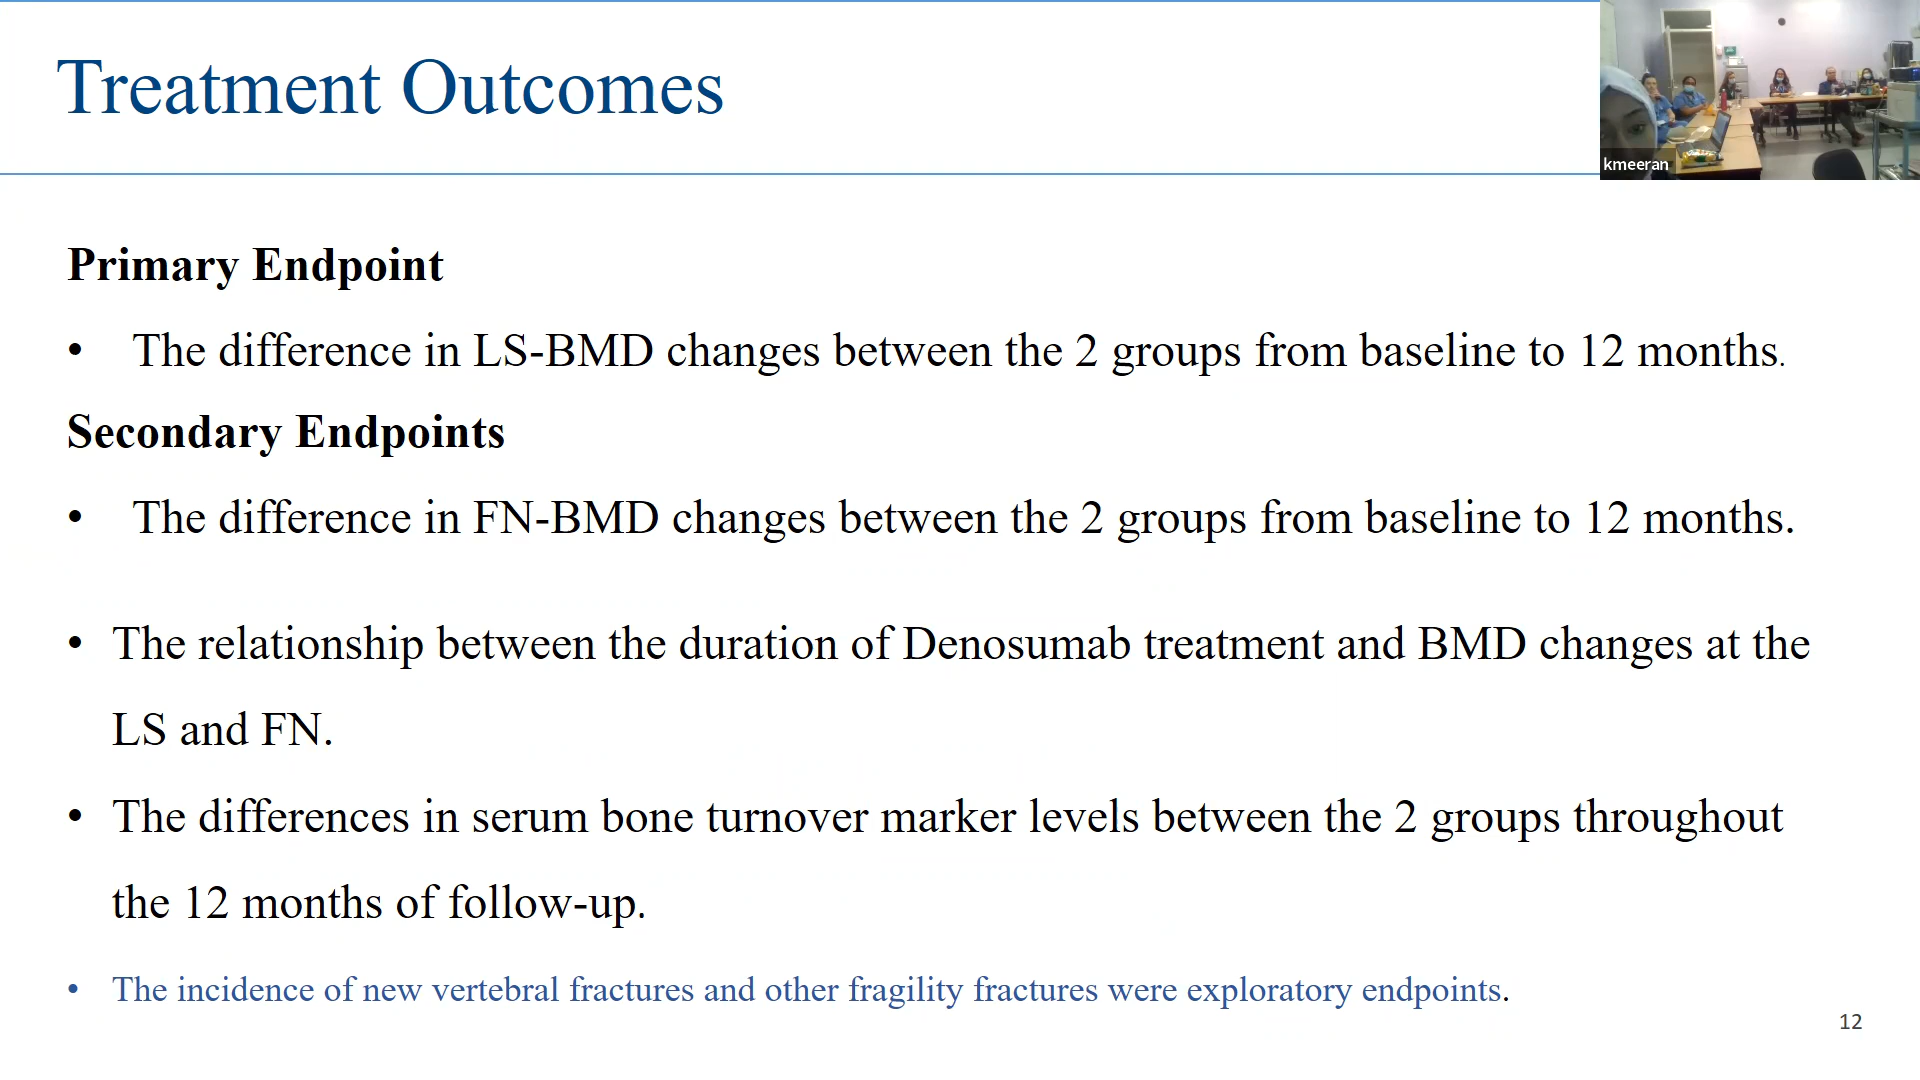 Treatment Outcomes
kmeeran
Primary Endpoint
• The difference in LS-BMD changes between the 2 groups from baseline to 12 months.
Secondary Endpoints
• The difference in FN-BMD changes between the 2 groups from baseline to 12 months.
• The relationship between the duration of Denosumab treatment and BMD changes at the
LS and FN.
• The differences in serum bone turnover marker levels between the 2 groups throughout
the 12 months of follow-up.
• The incidence of new vertebral fractures and other fragility fractures were exploratory endpoints.
12